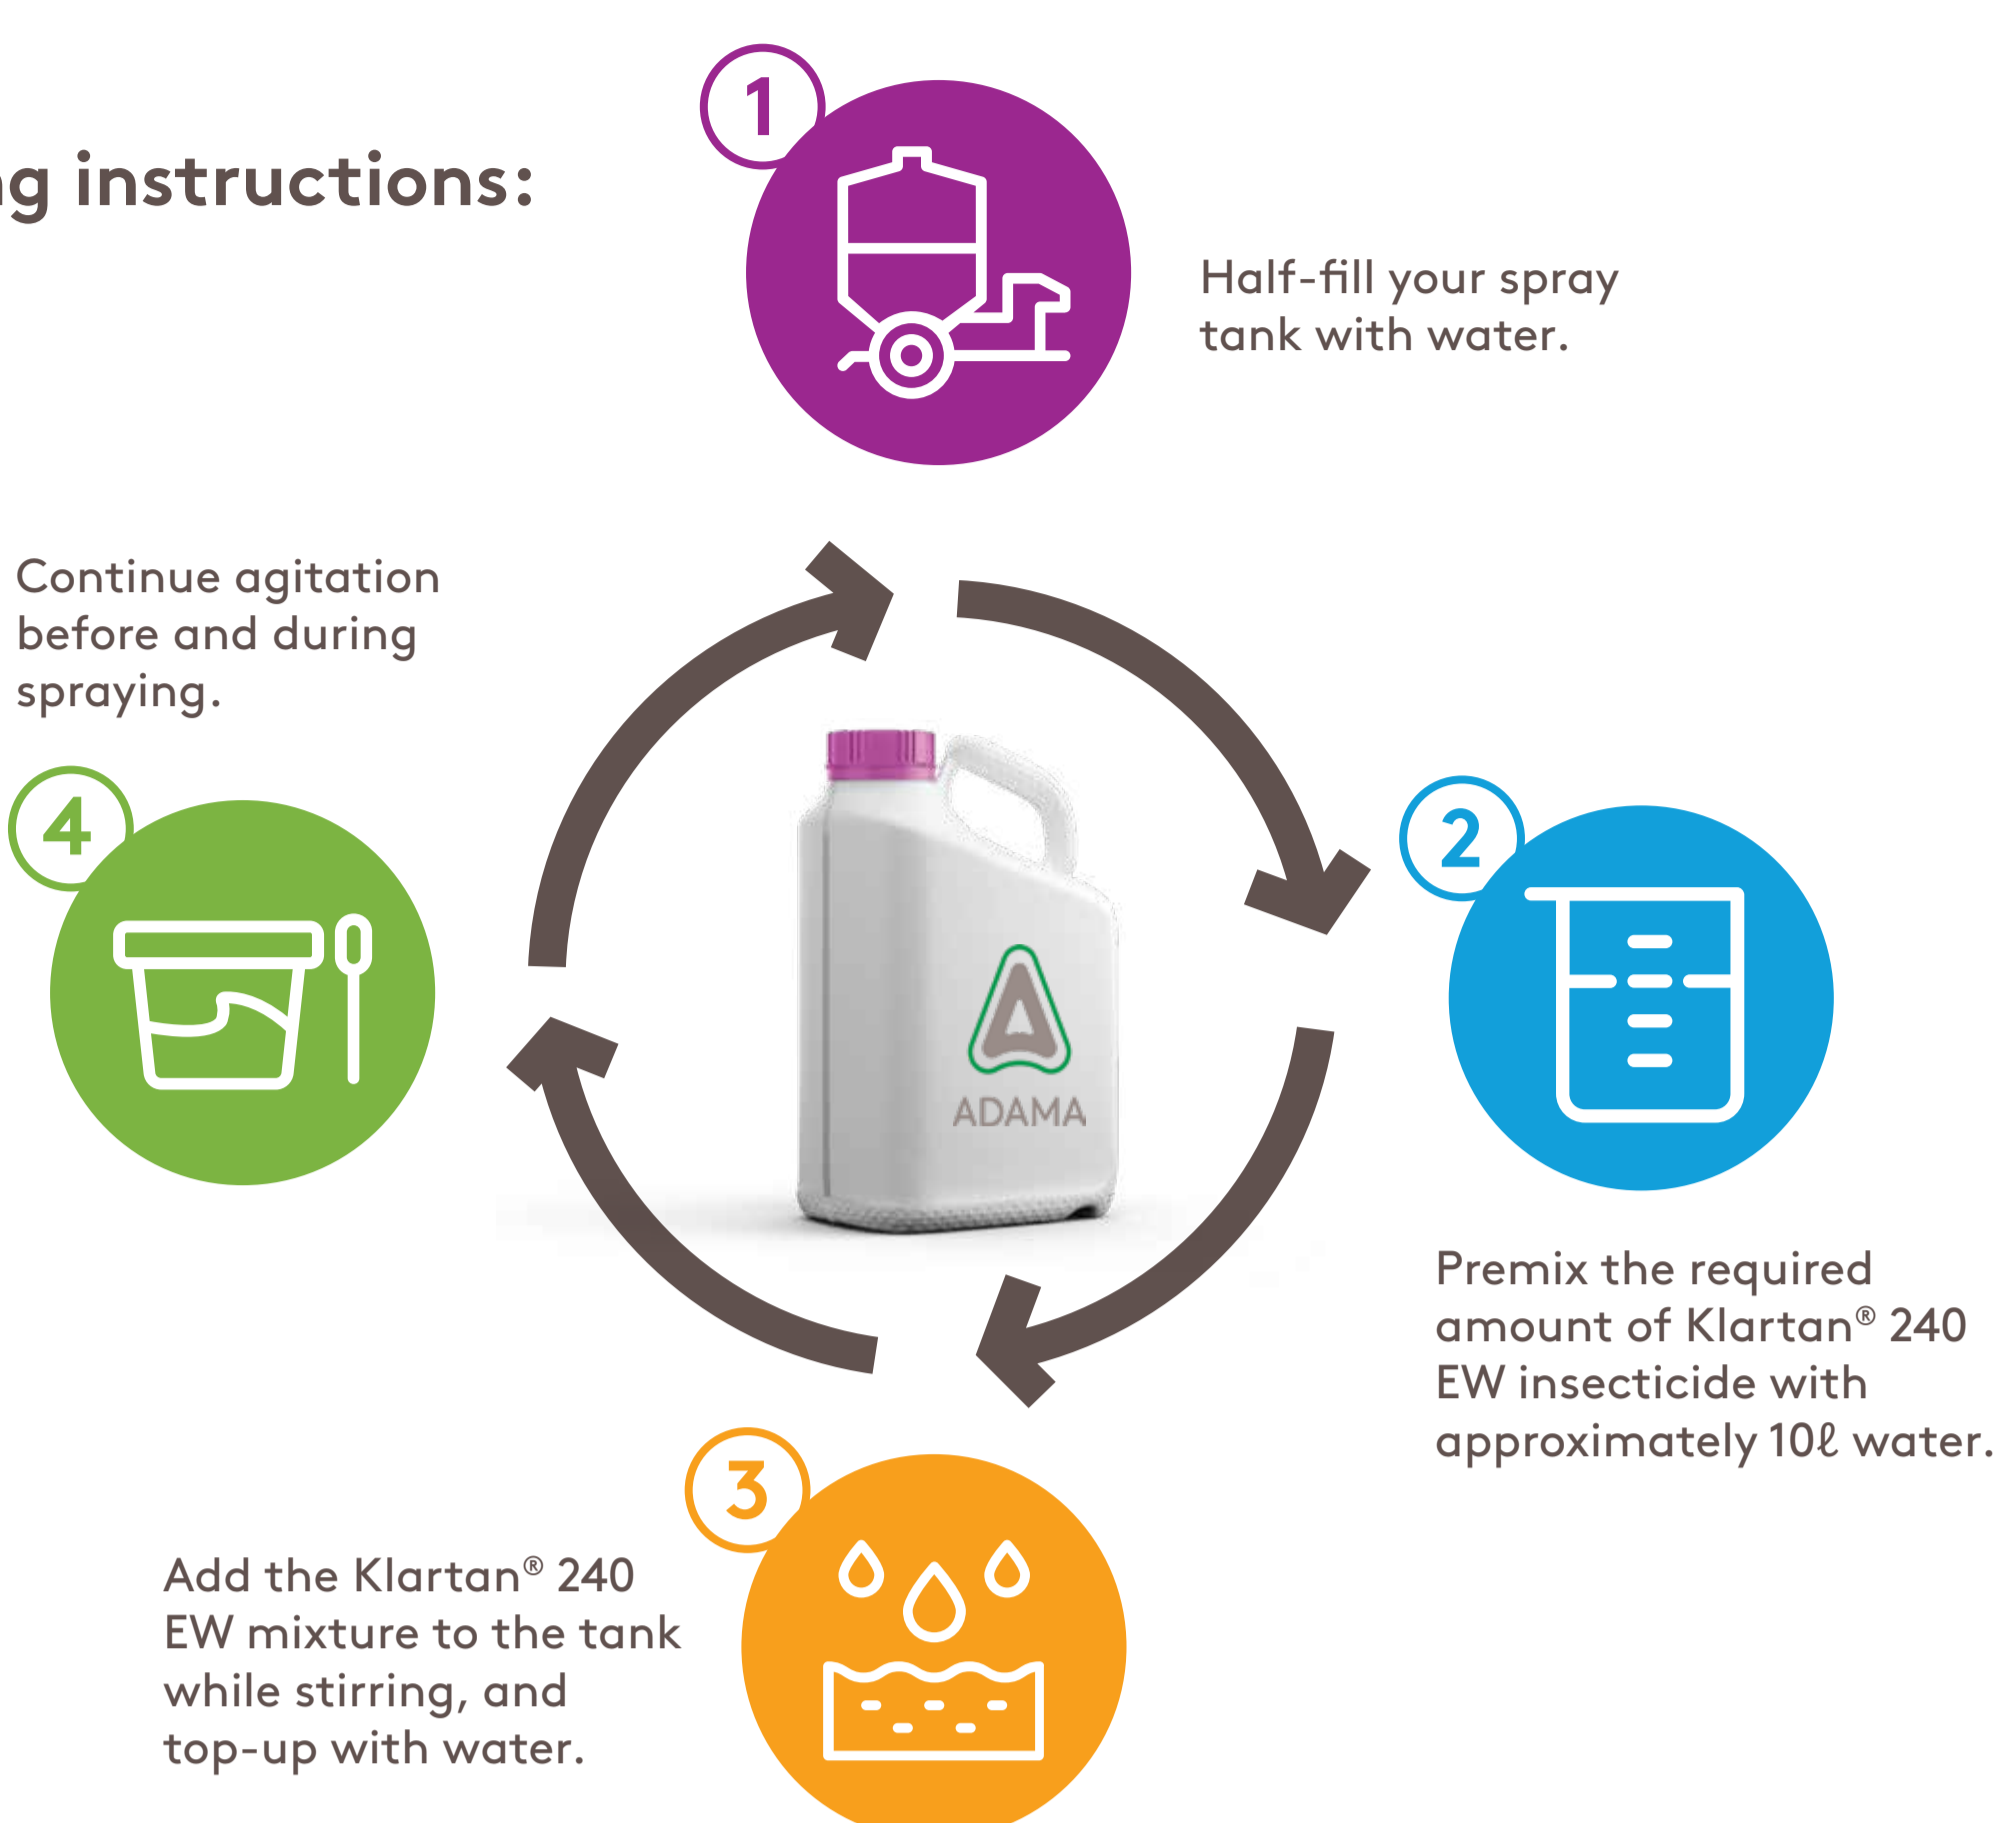 g instructions:
1
Half-fill your spray
tank with water.
2
Premix the required
amount of Klartan® 240
EW insecticide with
approximately 10ℓ water.
3
Add the Klartan® 240
EW mixture to the tank
while stirring, and
top-up with water.
4
Continue agitation
before and during
spraying.
ADAMA